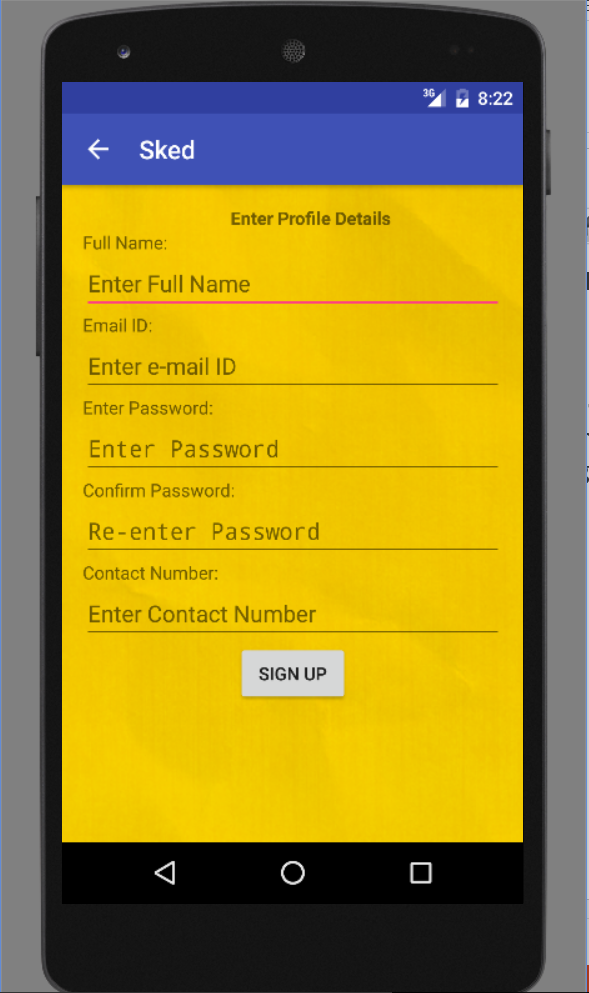 3G 8:22
Sked
Enter Profile Details
Full Name:
Enter Full Name
Email ID:
Enter e-mail ID
Enter Password:
Enter Password
Confirm Password:
Re-enter Password
Contact Number:
Enter Contact Number
SIGN UP